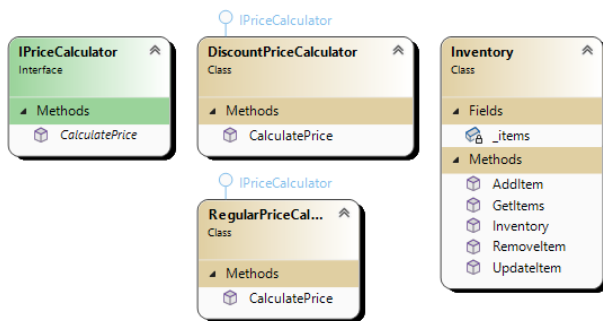 IPriceCalculator
Interface
Methods
CalculatePrice
IPriceCalculator
DiscountPriceCalculator
Class
Methods
CalculatePrice
IPriceCalculator
RegularPriceCal...
Class
Methods
CalculatePrice
Inventory
Class
Fields
_items
Methods
AddItem
GetItems
Inventory
RemoveItem
UpdateItem